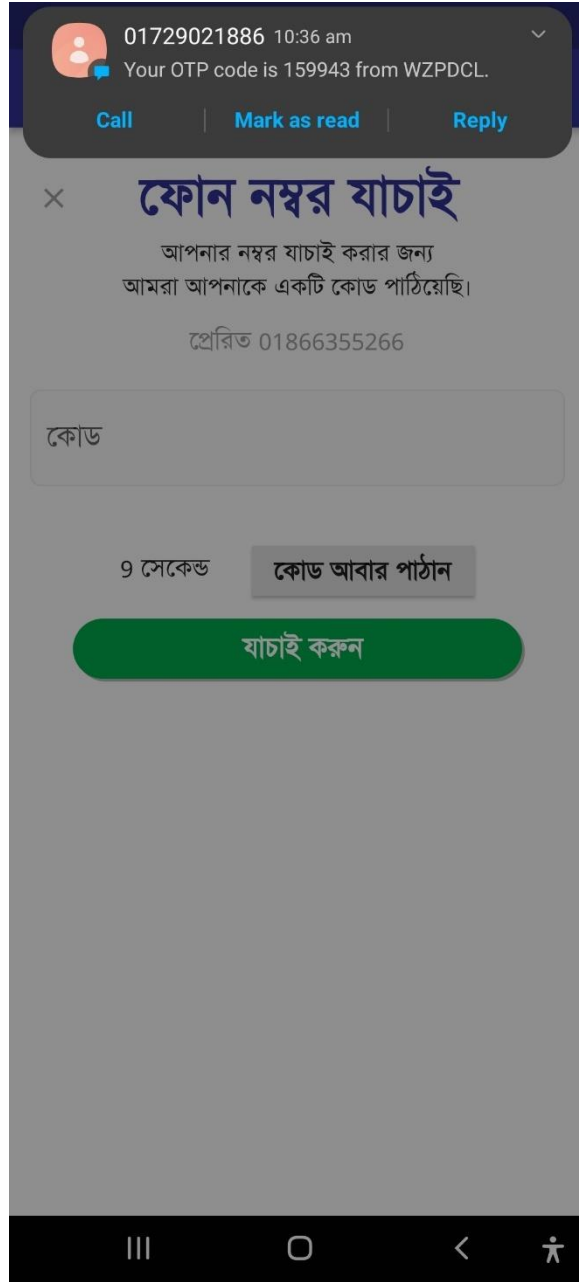 01729021886 10:36 am
Your OTP code is 159943 from WZPDCL.
Call Mark as read Reply
ফোন নম্বর যাচাই
আপনার নম্বর যাচাই করার জন্য
আমরা আপনাকে একটি কোড পাঠিয়েছি।
প্রেরিত 01866355266
কোড
9 সেকেন্ড কোড আবার পাঠান
যাচাই করুন